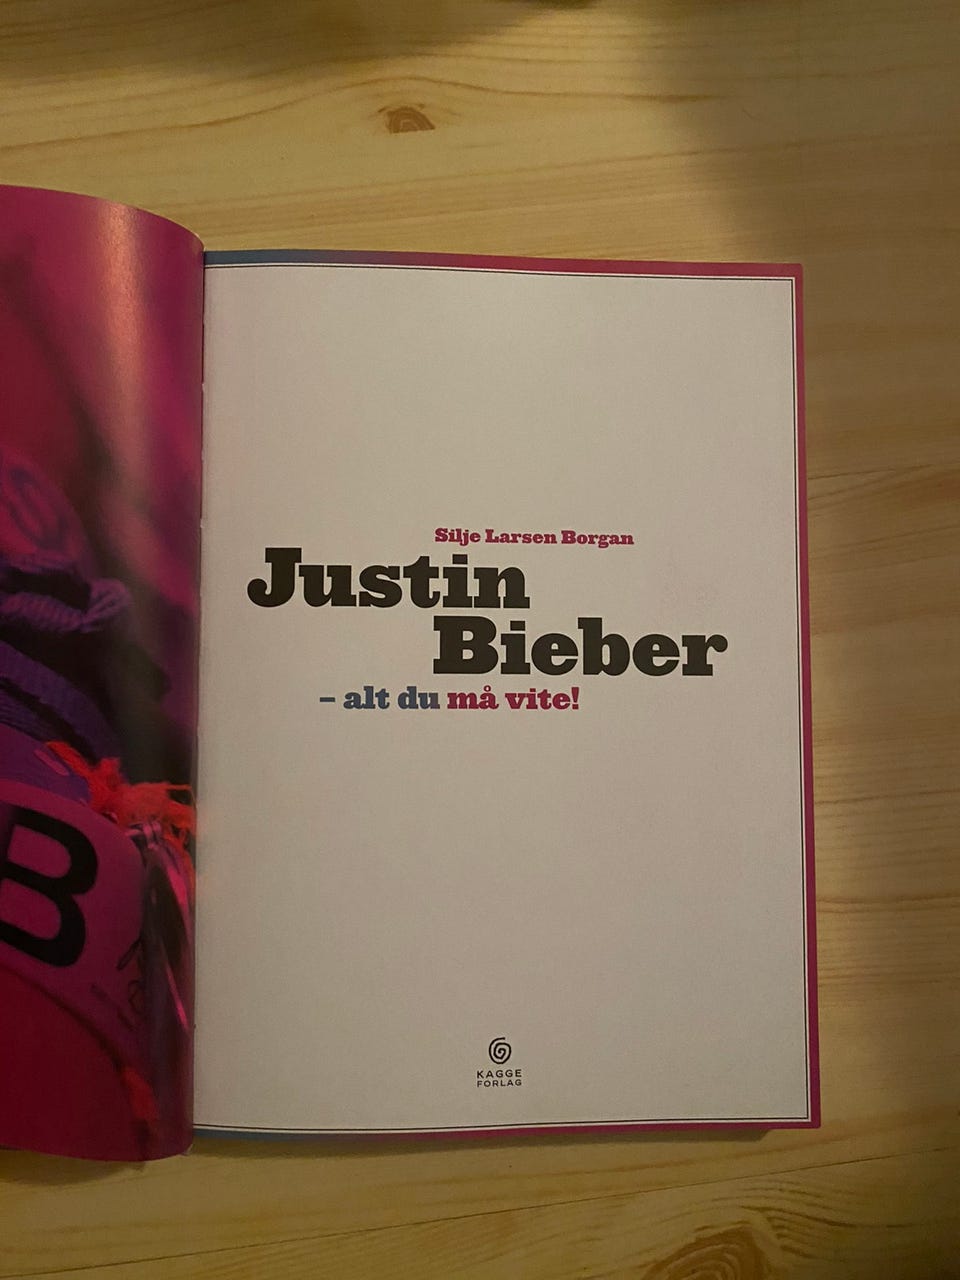 B
Silje Larsen Borgan
Justin
Bieber
– alt du må vite!
KAGGE
FORLAG